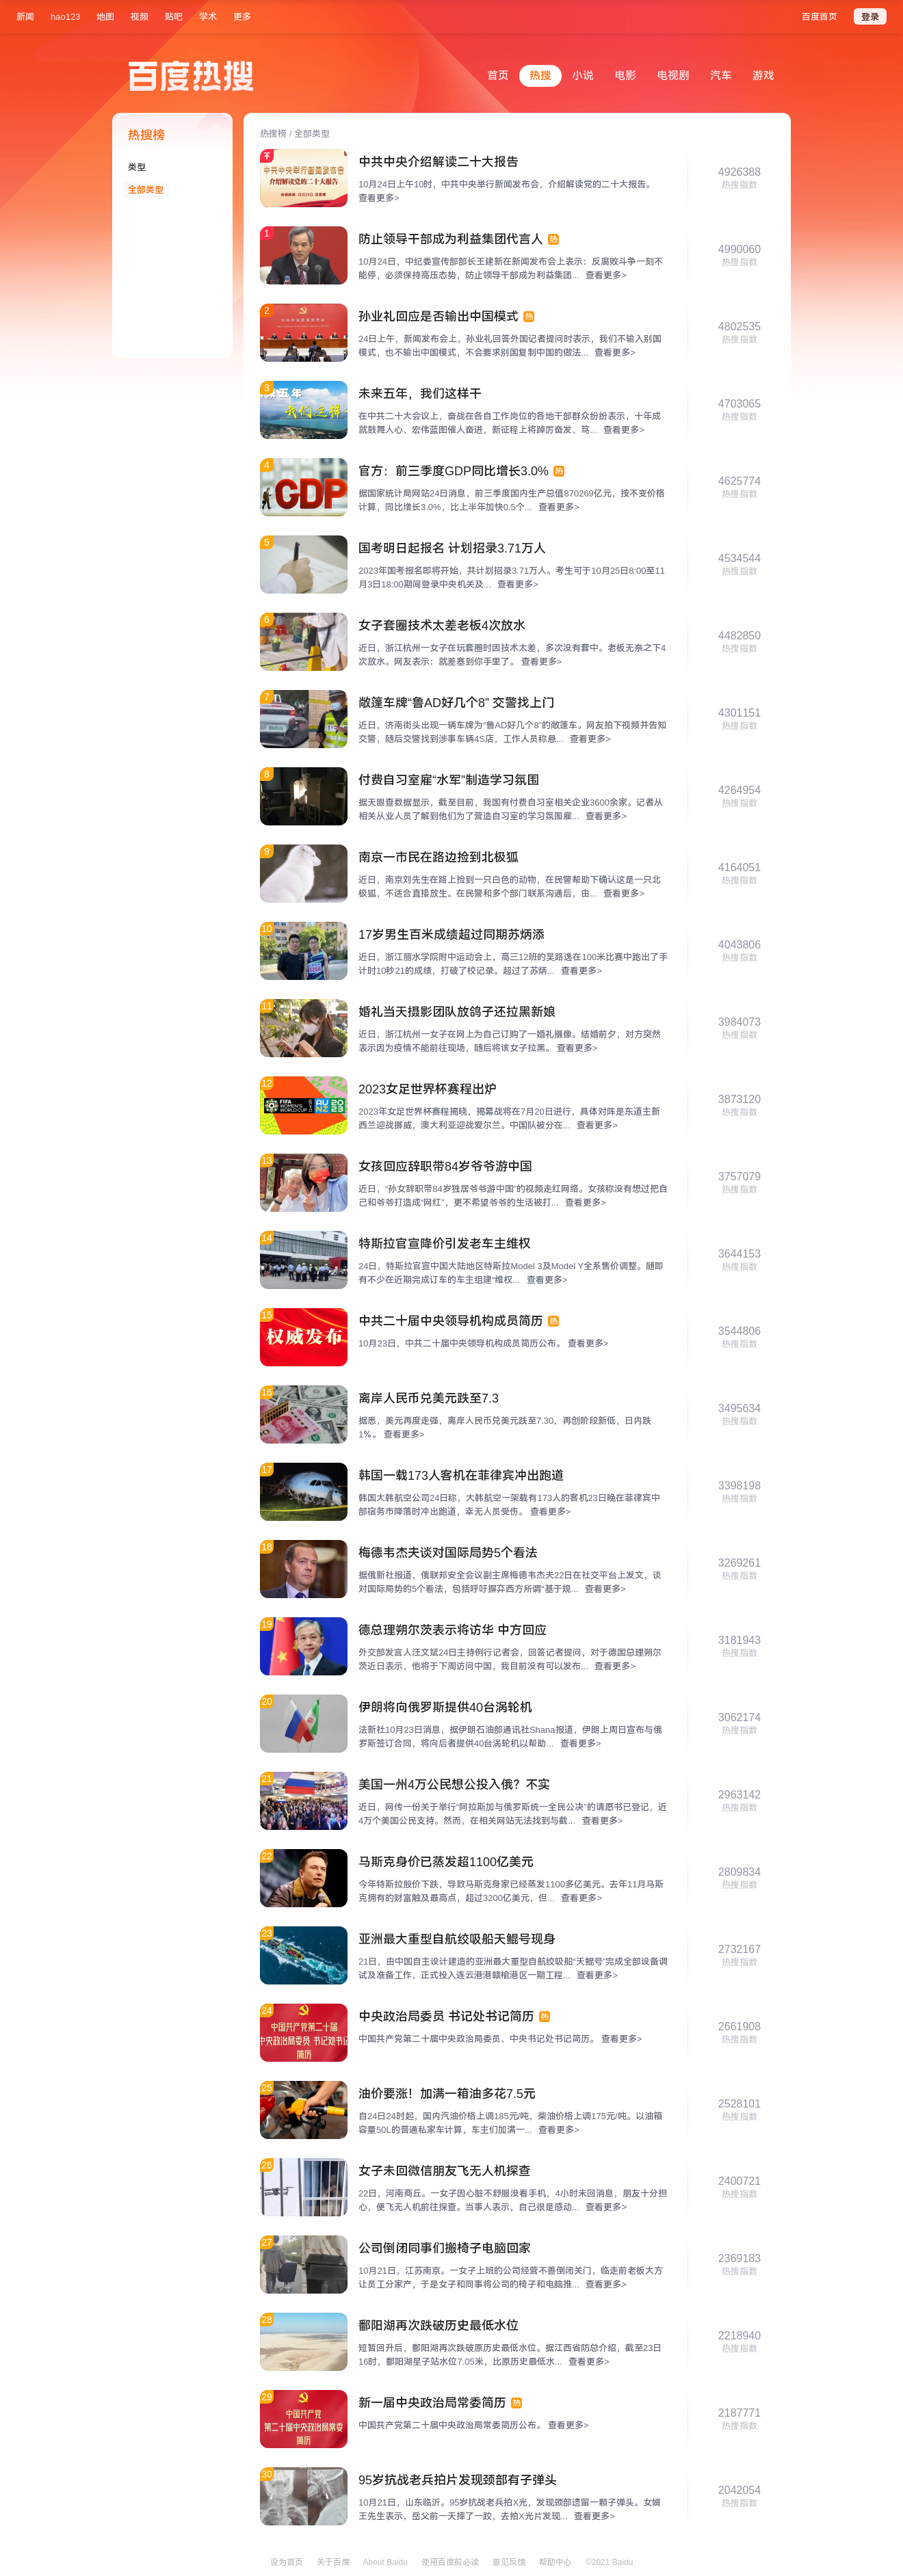 新闻 hao123 地图 视频 贴吧 学术 更多 百度首页 登录
百度热搜
首页 热搜 小说 电影 电视剧 汽车 游戏
热搜榜
类型
全部类型
热搜榜 / 全部类型
中共中央介绍解读二十大报告
10月24日上午10时，中共中央举行新闻发布会，介绍解读党的二十大报告。
查看更多>
4926388
热搜指数
1
防止领导干部成为利益集团代言人 热
10月24日，中纪委宣传部部长王建新在新闻发布会上表示：反腐败斗争一刻不
能停，必须保持高压态势，防止领导干部成为利益集团... 查看更多>
4990060
热搜指数
2
孙业礼回应是否输出中国模式 热
24日上午，新闻发布会上，孙业礼回答外国记者提问时表示，我们不输入别国
模式，也不输出中国模式，不会要求别国复制中国的做法... 查看更多>
4802535
热搜指数
3
未来五年，我们这样干
在中共二十大会议上，奋战在各自工作岗位的各地干部群众纷纷表示，十年成
就鼓舞人心、宏伟蓝图催人奋进，新征程上将踔厉奋发、笃... 查看更多>
4703065
热搜指数
4
GDP
官方：前三季度GDP同比增长3.0% 热
据国家统计局网站24日消息，前三季度国内生产总值870269亿元，按不变价格
计算，同比增长3.0%，比上半年加快0.5个... 查看更多>
4625774
热搜指数
5
国考明日起报名 计划招录3.71万人
2023年国考报名即将开始，共计划招录3.71万人。考生可于10月25日8:00至11
月3日18:00期间登录中央机关及... 查看更多>
4534544
热搜指数
6
女子套圈技术太差老板4次放水
近日，浙江杭州一女子在玩套圈时因技术太差，多次没有套中。老板无奈之下4
次放水。网友表示：就差塞到你手里了。 查看更多>
4482850
热搜指数
7
敞篷车牌“鲁AD好几个8” 交警找上门
近日，济南街头出现一辆车牌为“鲁AD好几个8”的敞篷车。网友拍下视频并告知
交警，随后交警找到涉事车辆4S店，工作人员称悬... 查看更多>
4301151
热搜指数
8
付费自习室雇“水军”制造学习氛围
据天眼查数据显示，截至目前，我国有付费自习室相关企业3600余家。记者从
相关从业人员了解到他们为了营造自习室的学习氛围雇... 查看更多>
4264954
热搜指数
9
南京一市民在路边捡到北极狐
近日，南京刘先生在路上捡到一只白色的动物，在民警帮助下确认这是一只北
极狐，不适合直接放生。在民警和多个部门联系沟通后，由... 查看更多>
4164051
热搜指数
10
17岁男生百米成绩超过同期苏炳添
近日，浙江丽水学院附中运动会上，高三12班的吴路逸在100米比赛中跑出了手
计时10秒21的成绩，打破了校记录。超过了苏炳... 查看更多>
4043806
热搜指数
11
婚礼当天摄影团队放鸽子还拉黑新娘
近日，浙江杭州一女子在网上为自己订购了一婚礼摄像。结婚前夕，对方突然
表示因为疫情不能前往现场，随后将该女子拉黑。 查看更多>
3984073
热搜指数
12
2023女足世界杯赛程出炉
2023年女足世界杯赛程揭晓，揭幕战将在7月20日进行，具体对阵是东道主新
西兰迎战挪威，澳大利亚迎战爱尔兰。中国队被分在... 查看更多>
3873120
热搜指数
13
女孩回应辞职带84岁爷爷游中国
近日，“孙女辞职带84岁独居爷爷游中国”的视频走红网络。女孩称没有想过把自
己和爷爷打造成“网红”，更不希望爷爷的生活被打... 查看更多>
3757079
热搜指数
14
特斯拉官宣降价引发老车主维权
24日，特斯拉官宣中国大陆地区特斯拉Model 3及Model Y全系售价调整。随即
有不少在近期完成订车的车主组建“维权... 查看更多>
3644153
热搜指数
15
权威发布
中共二十届中央领导机构成员简历 热
10月23日，中共二十届中央领导机构成员简历公布。 查看更多>
3544806
热搜指数
16
离岸人民币兑美元跌至7.3
据悉，美元再度走强，离岸人民币兑美元跌至7.30，再创阶段新低，日内跌
1%。 查看更多>
3495634
热搜指数
17
韩国一载173人客机在菲律宾冲出跑道
韩国大韩航空公司24日称，大韩航空一架载有173人的客机23日晚在菲律宾中
部宿务市降落时冲出跑道，幸无人员受伤。 查看更多>
3398198
热搜指数
18
梅德韦杰夫谈对国际局势5个看法
据俄新社报道，俄联邦安全会议副主席梅德韦杰夫22日在社交平台上发文，谈
对国际局势的5个看法，包括呼吁摒弃西方所谓“基于规... 查看更多>
3269261
热搜指数
19
德总理朔尔茨表示将访华 中方回应
外交部发言人汪文斌24日主持例行记者会，回答记者提问，对于德国总理朔尔
茨近日表示，他将于下周访问中国，我目前没有可以发布... 查看更多>
3181943
热搜指数
20
伊朗将向俄罗斯提供40台涡轮机
法新社10月23日消息，据伊朗石油部通讯社Shana报道，伊朗上周日宣布与俄
罗斯签订合同，将向后者提供40台涡轮机以帮助... 查看更多>
3062174
热搜指数
21
美国一州4万公民想公投入俄？不实
近日，网传一份关于举行“阿拉斯加与俄罗斯统一全民公决”的请愿书已登记，近
4万个美国公民支持。然而，在相关网站无法找到与截... 查看更多>
2963142
热搜指数
22
马斯克身价已蒸发超1100亿美元
今年特斯拉股价下跌，导致马斯克身家已经蒸发1100多亿美元。去年11月马斯
克拥有的财富触及最高点，超过3200亿美元，但... 查看更多>
2809834
热搜指数
23
亚洲最大重型自航绞吸船天鲲号现身
21日，由中国自主设计建造的亚洲最大重型自航绞吸船“天鲲号”完成全部设备调
试及准备工作，正式投入连云港港赣榆港区一期工程... 查看更多>
2732167
热搜指数
24
中国共产党第二十届
中央政治局委员 书记处书记
简历
中央政治局委员 书记处书记简历 热
中国共产党第二十届中央政治局委员、中央书记处书记简历。 查看更多>
2661908
热搜指数
25
油价要涨！加满一箱油多花7.5元
自24日24时起，国内汽油价格上调185元/吨，柴油价格上调175元/吨。以油箱
容量50L的普通私家车计算，车主们加满一... 查看更多>
2528101
热搜指数
26
女子未回微信朋友飞无人机探查
22日，河南商丘。一女子因心脏不舒服没看手机，4小时未回消息，朋友十分担
心，便飞无人机前往探查。当事人表示，自己很是感动... 查看更多>
2400721
热搜指数
27
公司倒闭同事们搬椅子电脑回家
10月21日，江苏南京。一女子上班的公司经营不善倒闭关门，临走前老板大方
让员工分家产，于是女子和同事将公司的椅子和电脑推... 查看更多>
2369183
热搜指数
28
鄱阳湖再次跌破历史最低水位
短暂回升后，鄱阳湖再次跌破原历史最低水位。据江西省防总介绍，截至23日
16时，鄱阳湖星子站水位7.05米，比原历史最低水... 查看更多>
2218940
热搜指数
29
中国共产党
第二十届中央政治局常委
简历
新一届中央政治局常委简历 热
中国共产党第二十届中央政治局常委简历公布。 查看更多>
2187771
热搜指数
30
95岁抗战老兵拍片发现颈部有子弹头
10月21日，山东临沂。95岁抗战老兵拍X光，发现颈部遗留一颗子弹头。女婿
王先生表示，岳父前一天摔了一跤，去拍X光片发现... 查看更多>
2042054
热搜指数
设为首页 关于百度 About Baidu 使用百度前必读 意见反馈 帮助中心 ©2021 Baidu